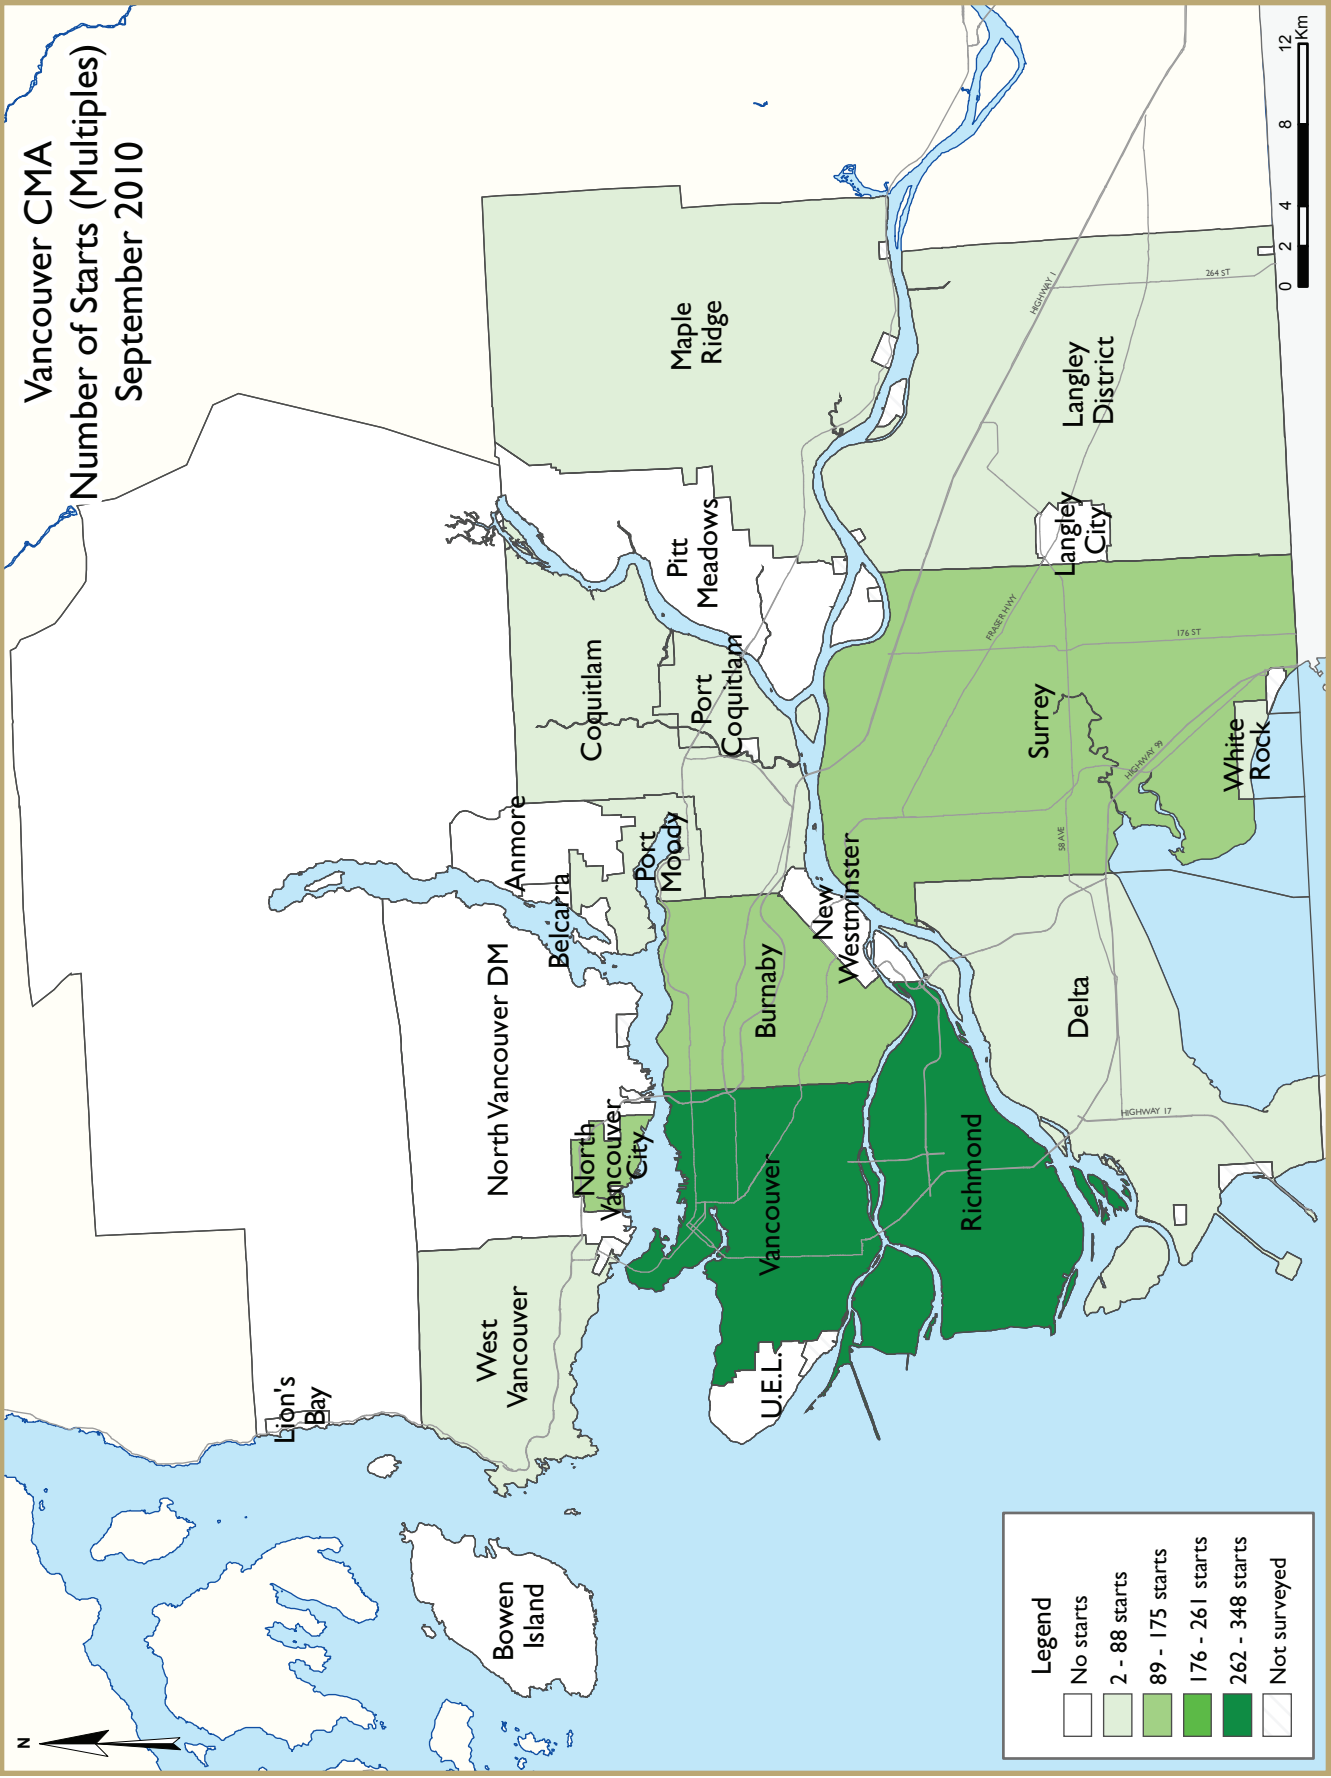 Vancouver CMA
Number of Starts (Multiples)
September 2010
N
Lion's
Bay
Bowen
Island
West
Vancouver
North Vancouver DM
North
Vancouver
City
Belcarra
Anmore
Port
Moody
Coquitlam
Port
Coquitlam
Pitt
Meadows
Maple
Ridge
U.E.L.
Vancouver
Burnaby
New
Westminster
Richmond
Delta
Surrey
White
Rock
Langley
City
Langley
District
HIGHWAY 1
FRASER HWY
264 ST
176 ST
58 AVE
HIGHWAY 99
HIGHWAY 17
Legend
No starts
2 - 88 starts
89 - 175 starts
176 - 261 starts
262 - 348 starts
Not surveyed
0 2 4 8 12
Km